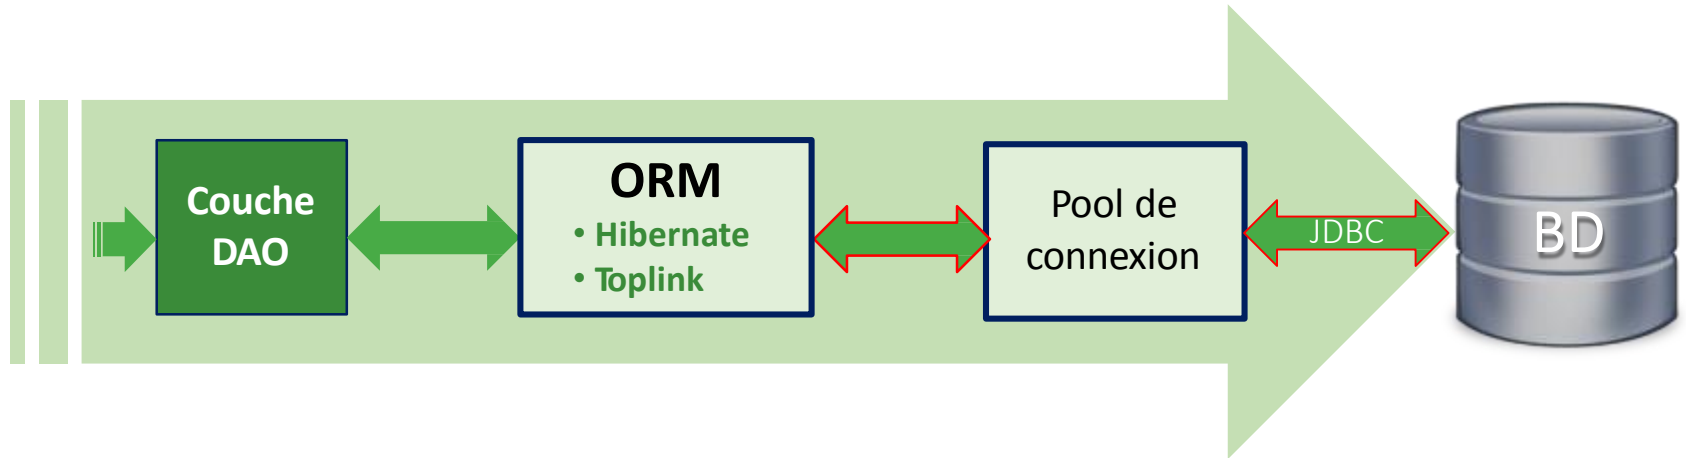 Couche
DAO
ORM
• Hibernate
• Toplink
Pool de
connexion
JDBC
BD